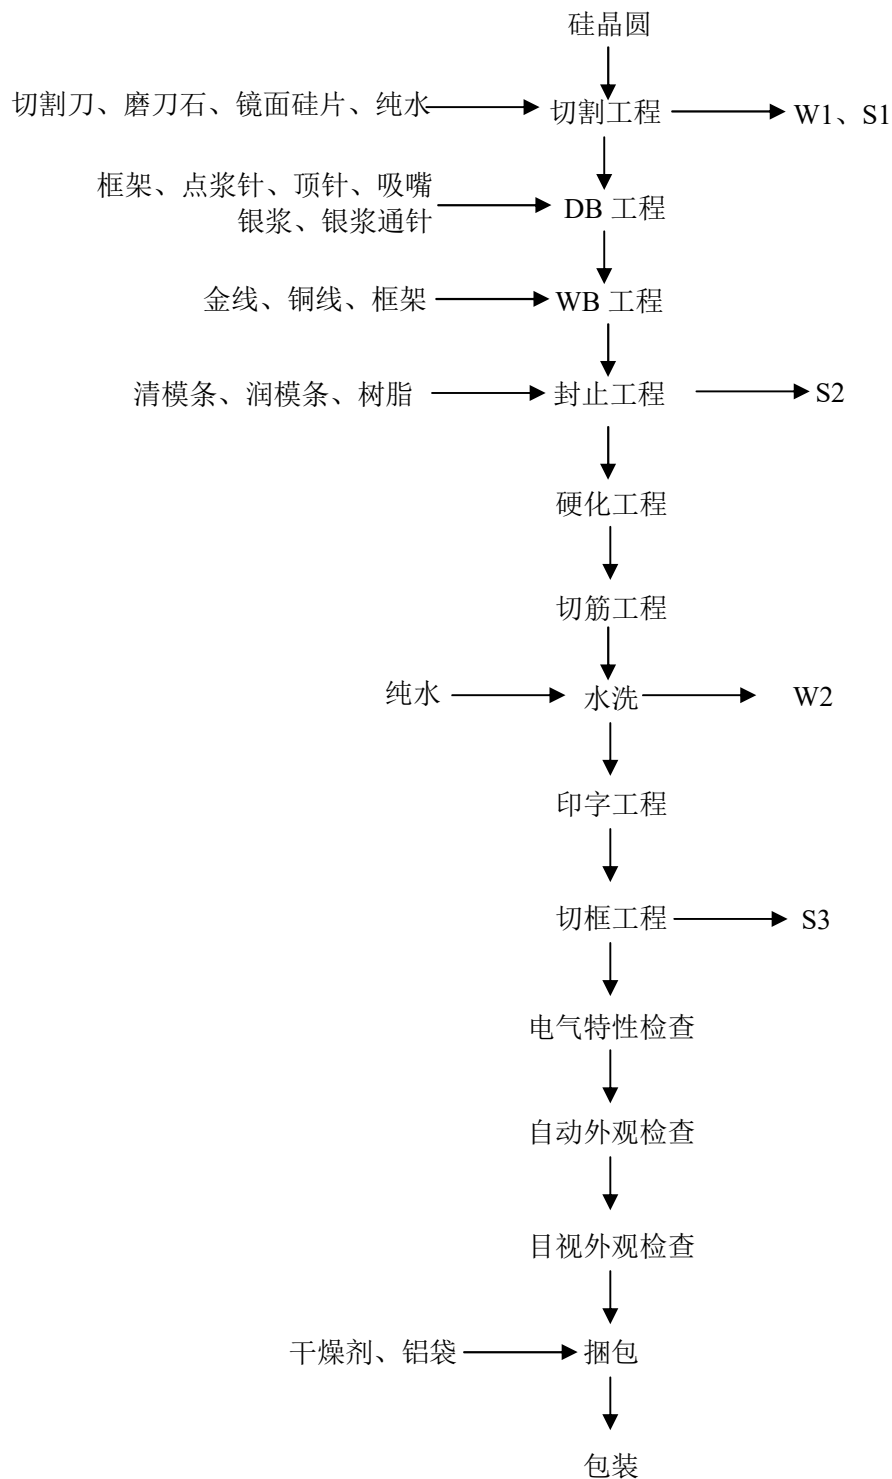 硅晶圆
切割刀、磨刀石、镜面硅片、纯水
切割工程
W1、S1
框架、点浆针、顶针、吸嘴
银浆、银浆通针
DB 工程
金线、铜线、框架
WB 工程
清模条、润模条、树脂
封止工程
S2
硬化工程
切筋工程
纯水
水洗
W2
印字工程
切框工程
S3
电气特性检查
自动外观检查
目视外观检查
干燥剂、铝袋
捆包
包装